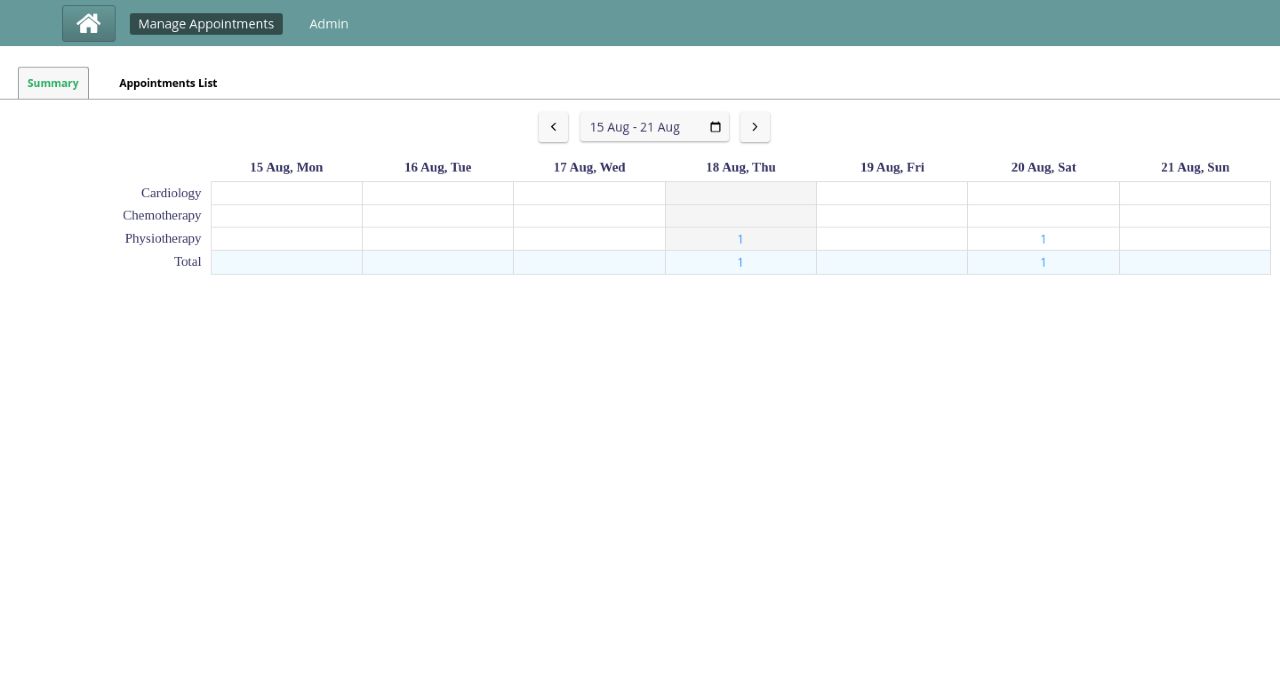 Manage Appointments Admin
Summary Appointments List
15 Aug - 21 Aug
15 Aug, Mon 16 Aug, Tue 17 Aug, Wed 18 Aug, Thu 19 Aug, Fri 20 Aug, Sat 21 Aug, Sun
Cardiology
Chemotherapy
Physiotherapy 1 1
Total 1 1